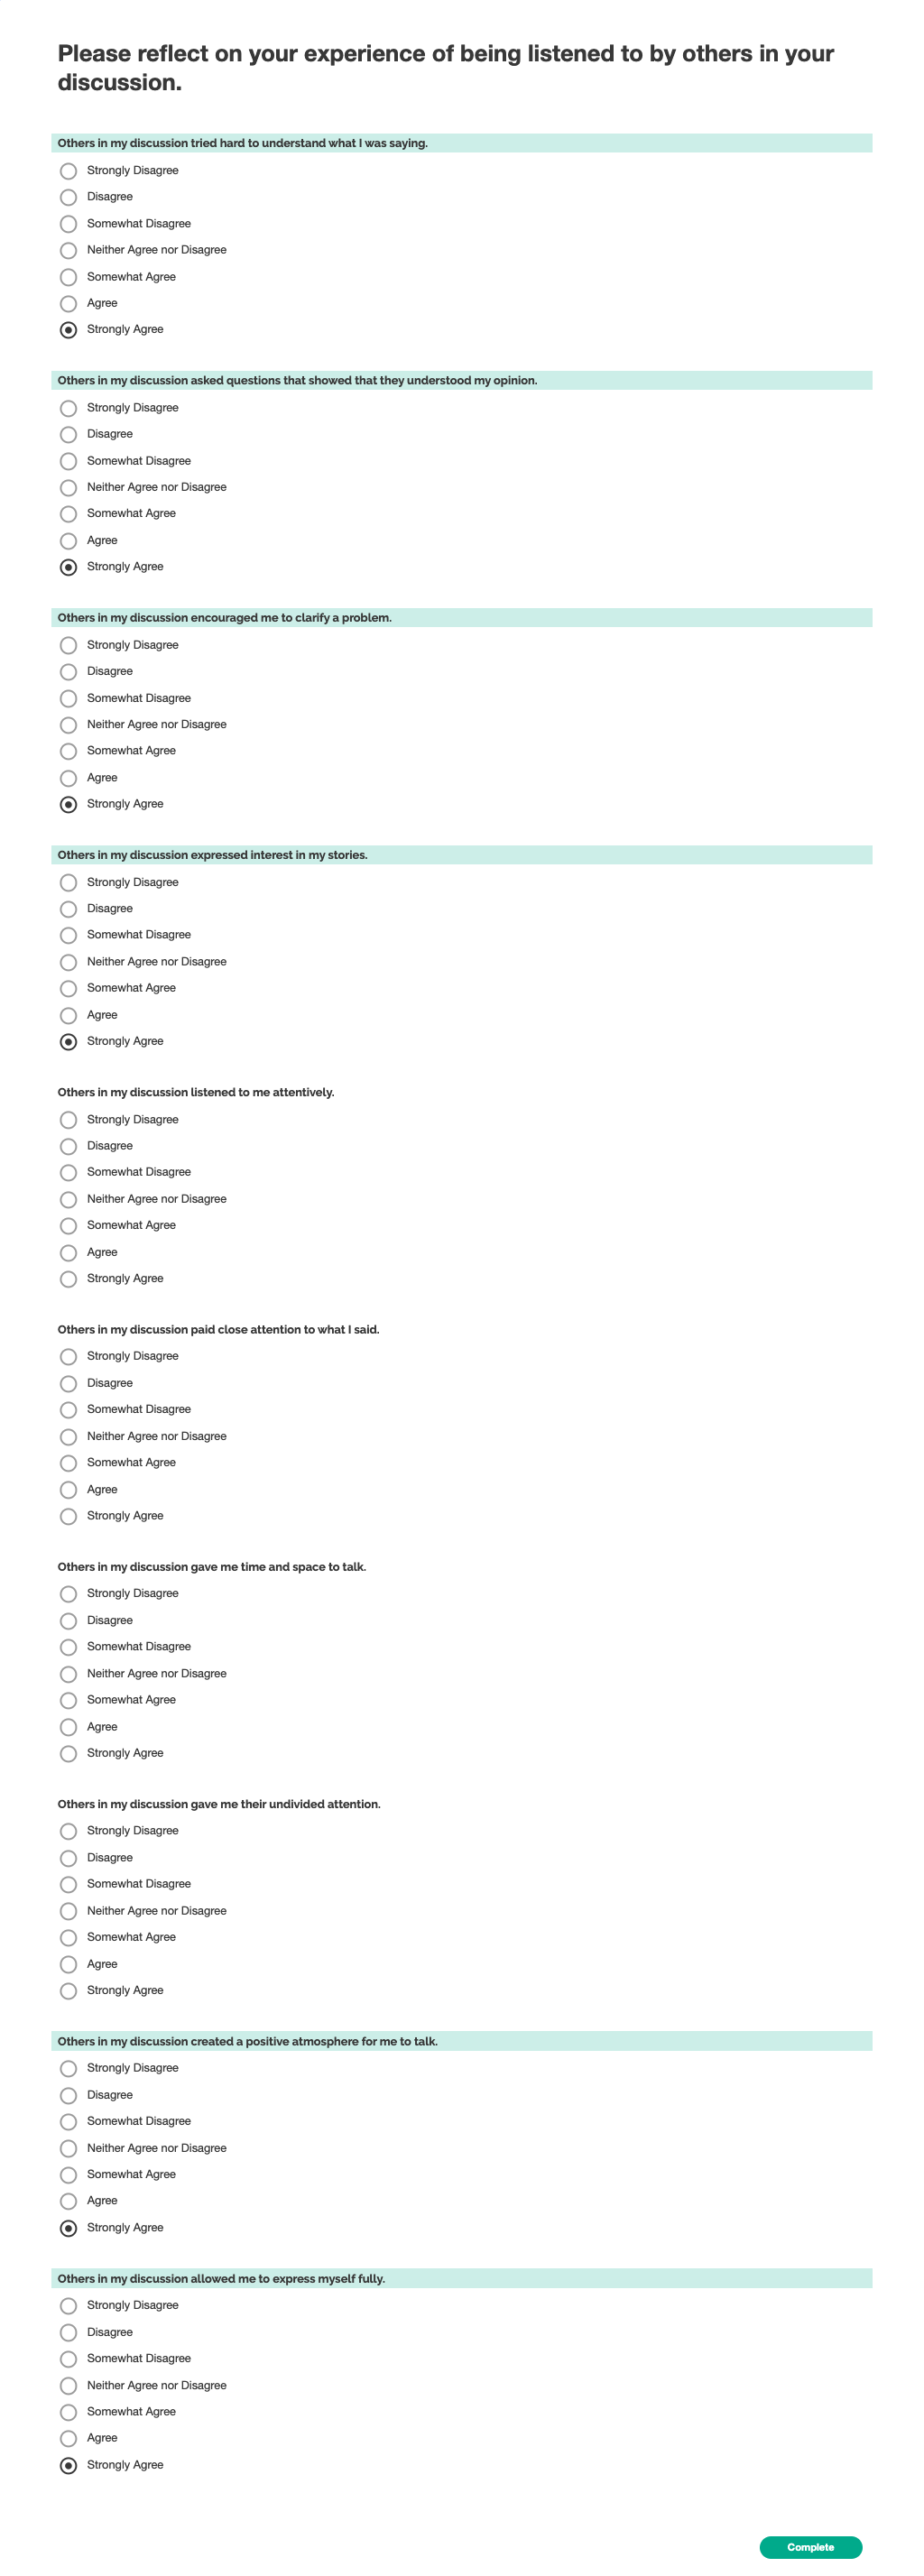 Please reflect on your experience of being listened to by others in your
discussion.
Others in my discussion tried hard to understand what I was saying.
Strongly Disagree
Disagree
Somewhat Disagree
Neither Agree nor Disagree
Somewhat Agree
Agree
Strongly Agree
Others in my discussion asked questions that showed that they understood my opinion.
Strongly Disagree
Disagree
Somewhat Disagree
Neither Agree nor Disagree
Somewhat Agree
Agree
Strongly Agree
Others in my discussion encouraged me to clarify a problem.
Strongly Disagree
Disagree
Somewhat Disagree
Neither Agree nor Disagree
Somewhat Agree
Agree
Strongly Agree
Others in my discussion expressed interest in my stories.
Strongly Disagree
Disagree
Somewhat Disagree
Neither Agree nor Disagree
Somewhat Agree
Agree
Strongly Agree
Others in my discussion listened to me attentively.
Strongly Disagree
Disagree
Somewhat Disagree
Neither Agree nor Disagree
Somewhat Agree
Agree
Strongly Agree
Others in my discussion paid close attention to what I said.
Strongly Disagree
Disagree
Somewhat Disagree
Neither Agree nor Disagree
Somewhat Agree
Agree
Strongly Agree
Others in my discussion gave me time and space to talk.
Strongly Disagree
Disagree
Somewhat Disagree
Neither Agree nor Disagree
Somewhat Agree
Agree
Strongly Agree
Others in my discussion gave me their undivided attention.
Strongly Disagree
Disagree
Somewhat Disagree
Neither Agree nor Disagree
Somewhat Agree
Agree
Strongly Agree
Others in my discussion created a positive atmosphere for me to talk.
Strongly Disagree
Disagree
Somewhat Disagree
Neither Agree nor Disagree
Somewhat Agree
Agree
Strongly Agree
Others in my discussion allowed me to express myself fully.
Strongly Disagree
Disagree
Somewhat Disagree
Neither Agree nor Disagree
Somewhat Agree
Agree
Strongly Agree
Complete